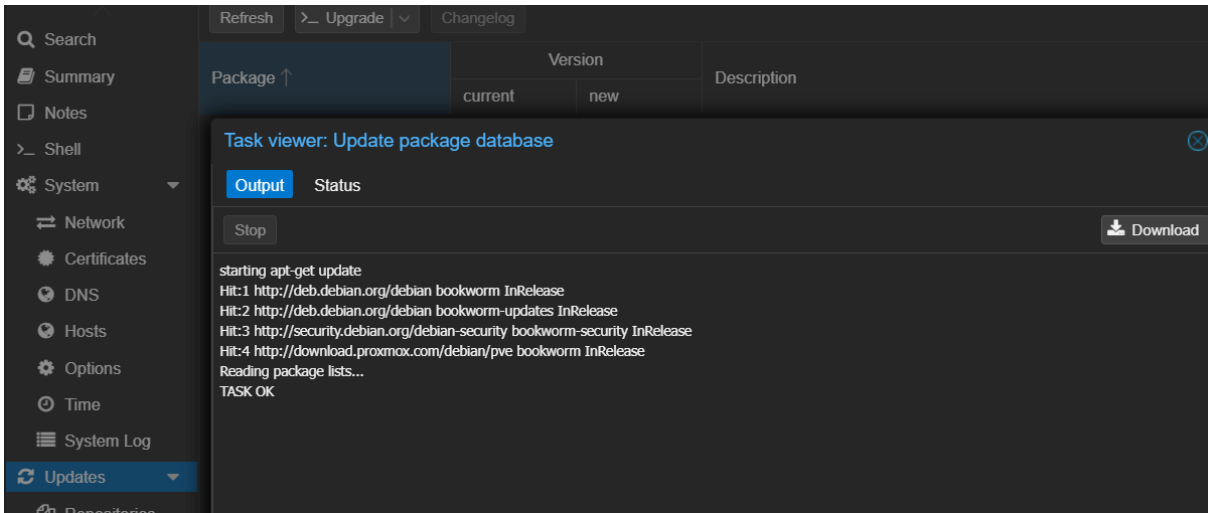 Refresh
>_ Upgrade
Changelog
Search
Summary
Notes
>_ Shell
System
Network
Certificates
DNS
Hosts
Options
Time
System Log
Updates
Repositories
Package ↑
Version
current
new
Description
Task viewer: Update package database
Output
Status
Stop
Download
starting apt-get update
Hit:1 http://deb.debian.org/debian bookworm InRelease
Hit:2 http://deb.debian.org/debian bookworm-updates InRelease
Hit:3 http://security.debian.org/debian-security bookworm-security InRelease
Hit:4 http://download.proxmox.com/debian/pve bookworm InRelease
Reading package lists...
TASK OK